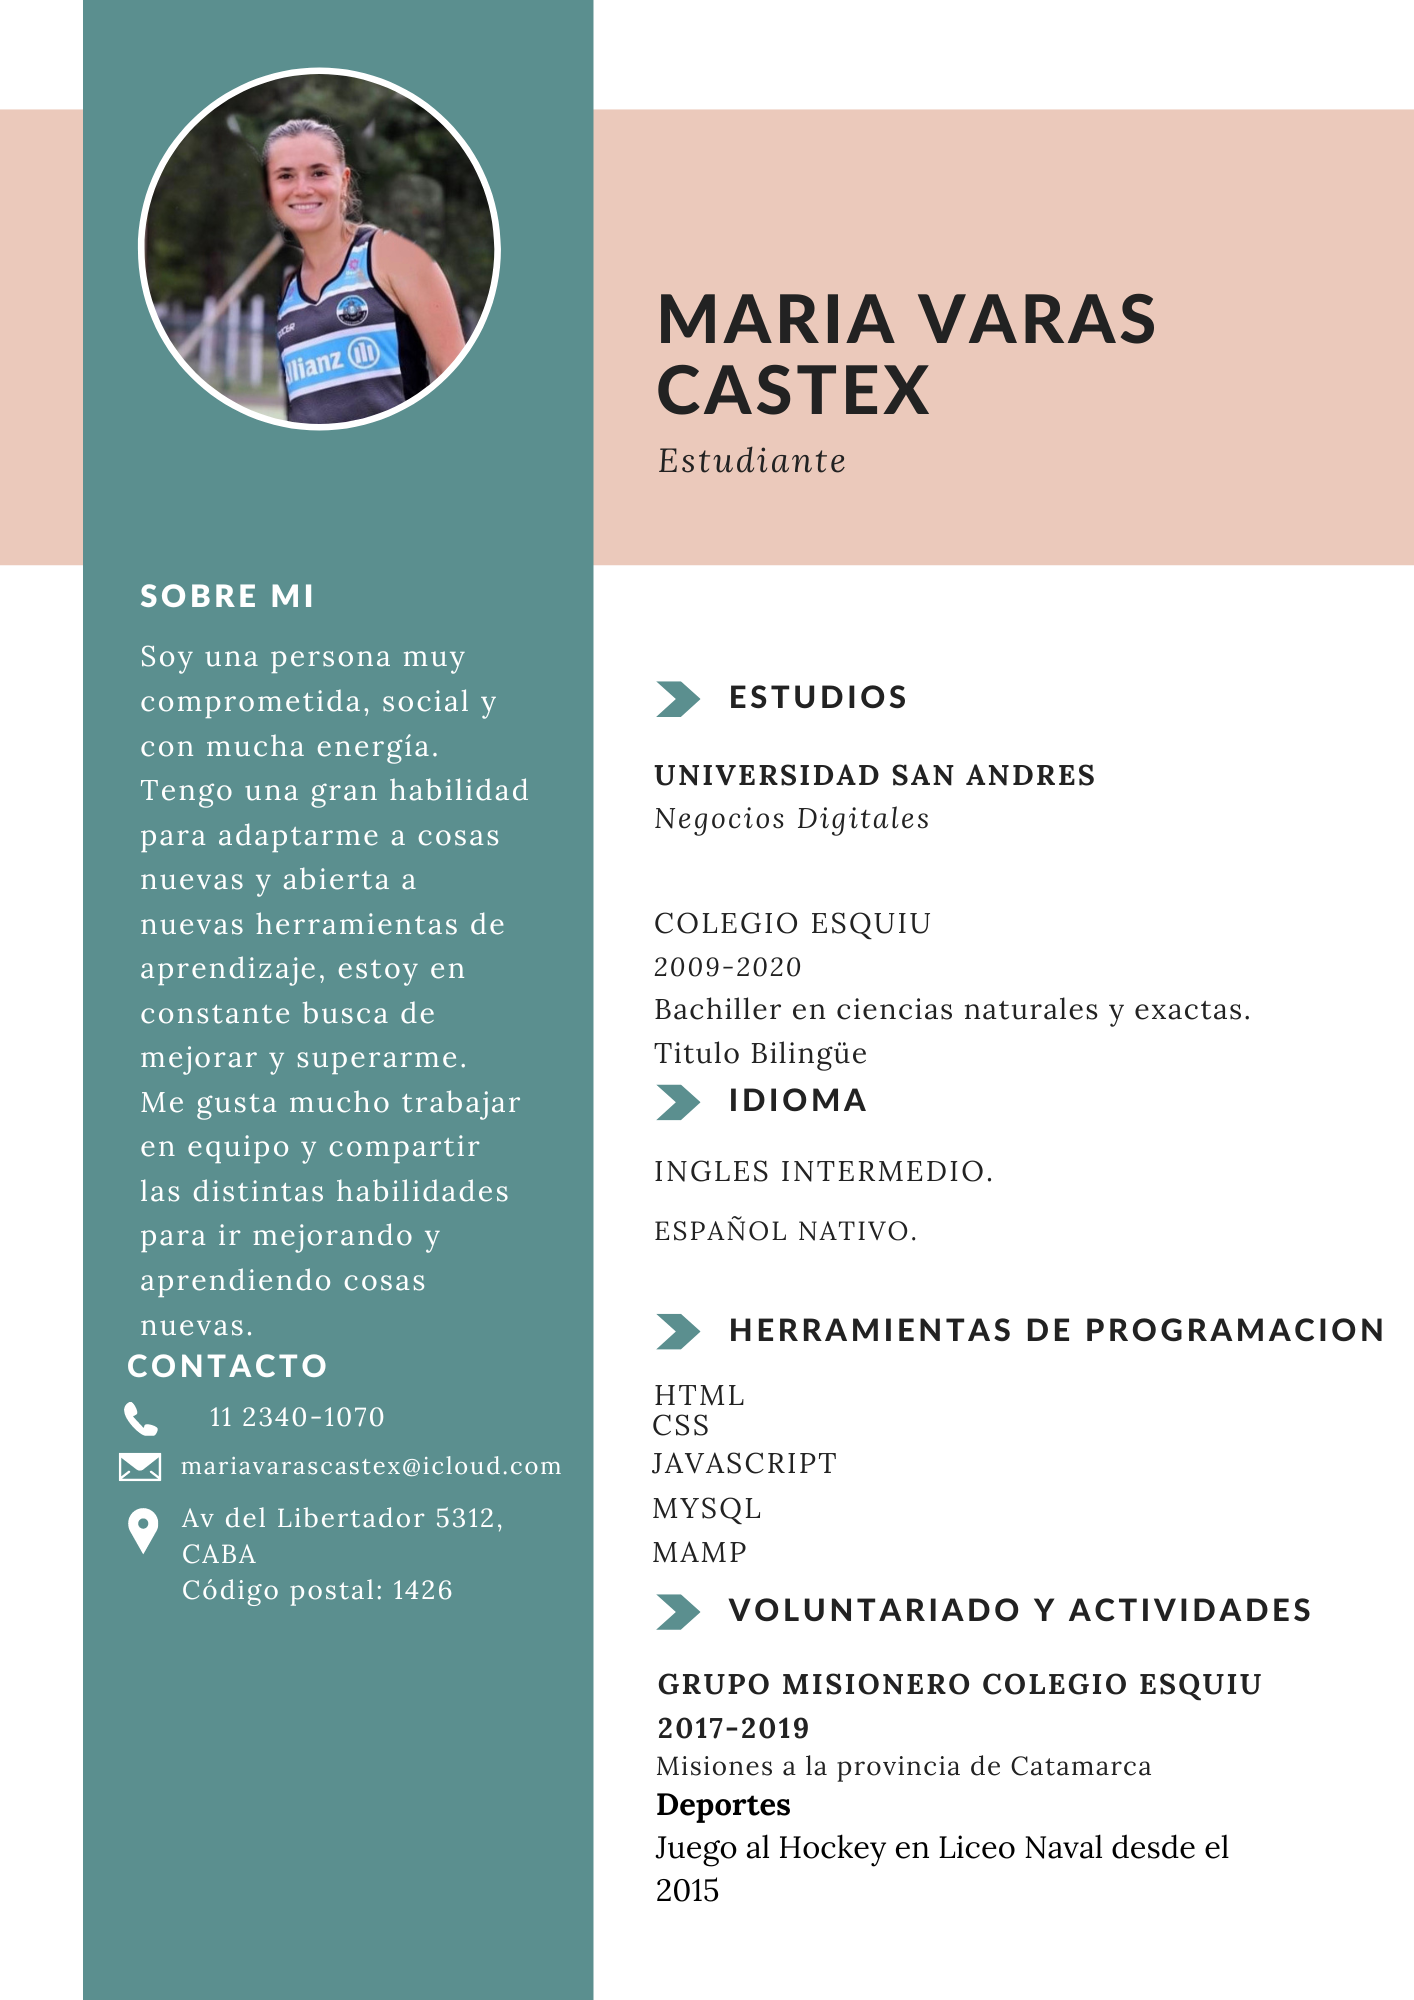 MARIA VARAS
CASTEX
Estudiante
SOBRE MI
Soy una persona muy
comprometida, social y
con mucha energía.
Tengo una gran habilidad
para adaptarme a cosas
nuevas y abierta a
nuevas herramientas de
aprendizaje, estoy en
constante busca de
mejorar y superarme.
Me gusta mucho trabajar
en equipo y compartir
las distintas habilidades
para ir mejorando y
aprendiendo cosas
nuevas.
CONTACTO
11 2340-1070
mariavarascastex@icloud.com
Av del Libertador 5312,
CABA
Código postal: 1426
ESTUDIOS
UNIVERSIDAD SAN ANDRES
Negocios Digitales
COLEGIO ESQUIU
2009-2020
Bachiller en ciencias naturales y exactas.
Titulo Bilingüe
IDIOMA
INGLES INTERMEDIO.
ESPAÑOL NATIVO.
HERRAMIENTAS DE PROGRAMACION
HTML
CSS
JAVASCRIPT
MYSQL
MAMP
VOLUNTARIADO Y ACTIVIDADES
GRUPO MISIONERO COLEGIO ESQUIU
2017-2019
Misiones a la provincia de Catamarca
Deportes
Juego al Hockey en Liceo Naval desde el
2015
llianz